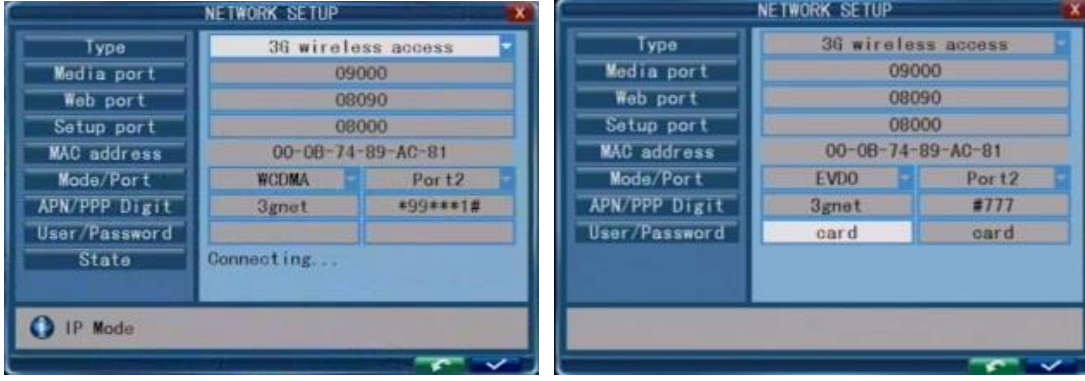 NETWORK SETUP X
Type 3G wireless access
Media port 09000
Web port 08090
Setup port 08000
MAC address 00-0B-74-89-AC-81
Mode/Port WCDMA Port2
APN/PPP Digit 3gnet *99***1#
User/Password
State Connecting...
IP Mode
NETWORK SETUP X
Type 3G wireless access
Media port 09000
Web port 08090
Setup port 08000
MAC address 00-0B-74-89-AC-81
Mode/Port EVDO Port2
APN/PPP Digit 3gnet #777
User/Password card card